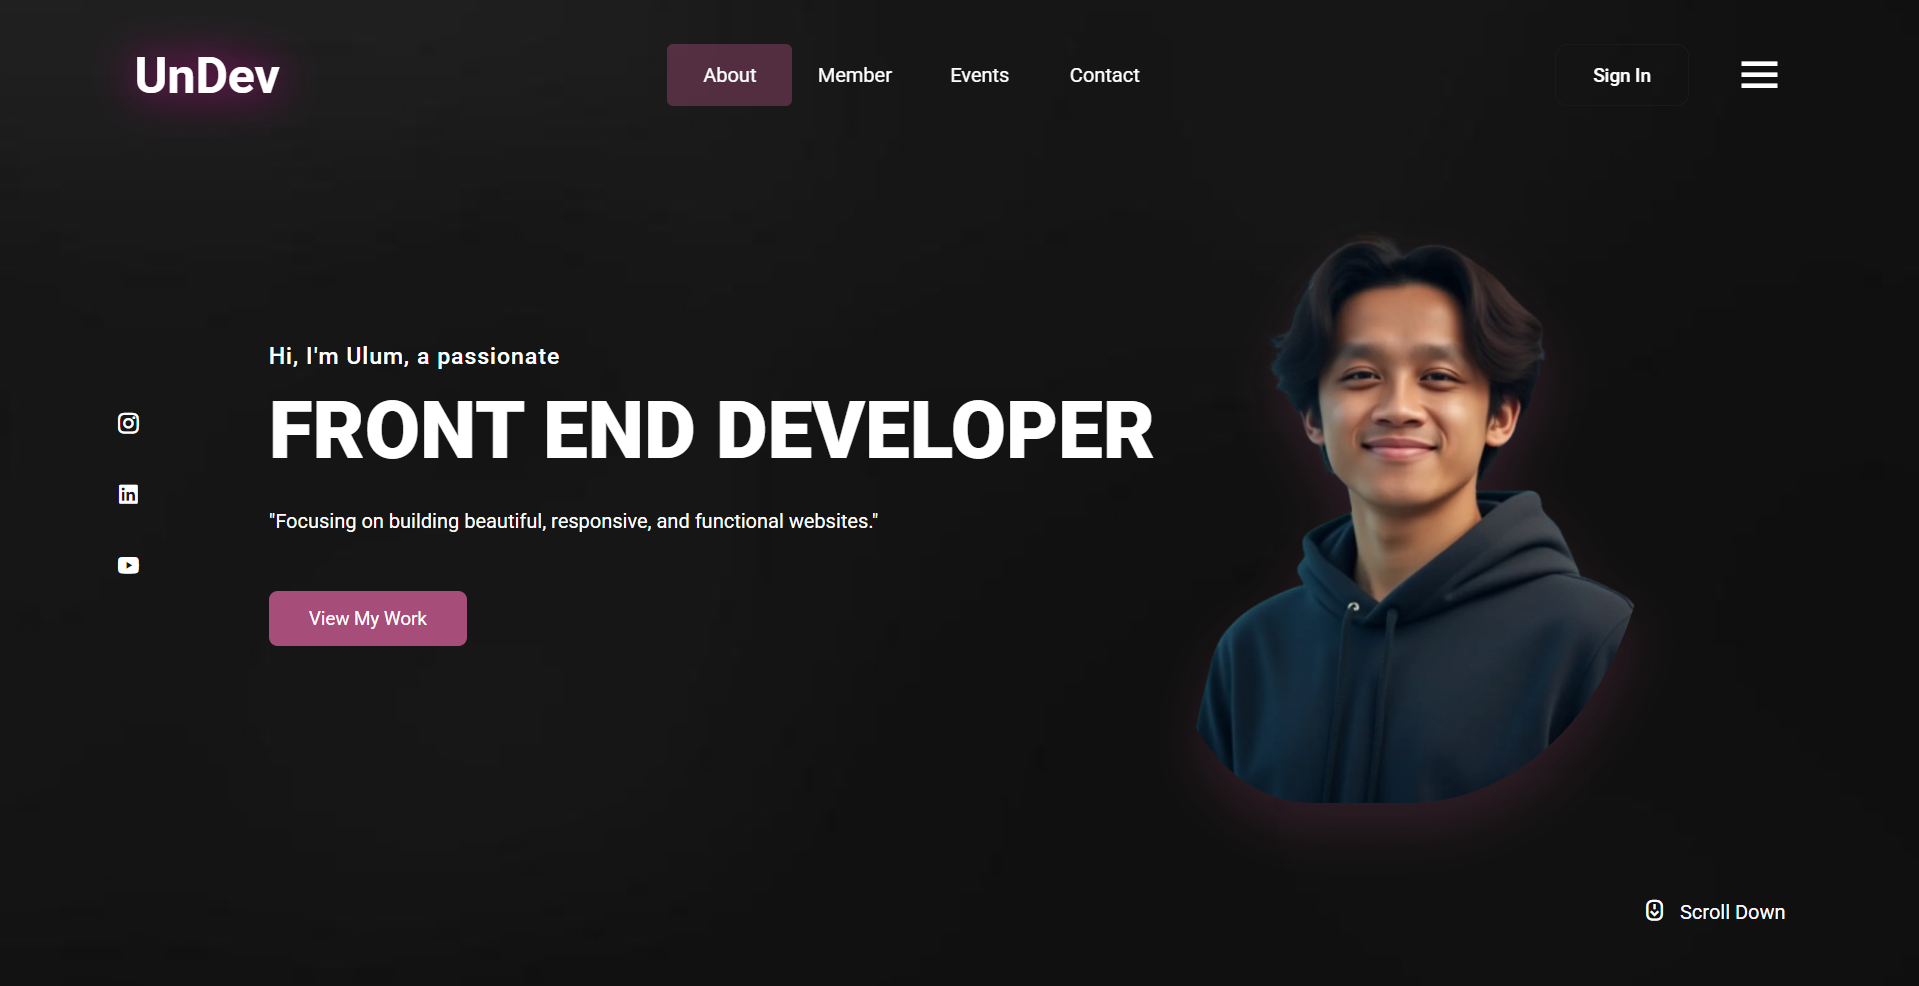 UnDev
About
Member
Events
Contact
Sign In
Hi, I'm Ulum, a passionate
FRONT END DEVELOPER
"Focusing on building beautiful, responsive, and functional websites."
View My Work
Scroll Down